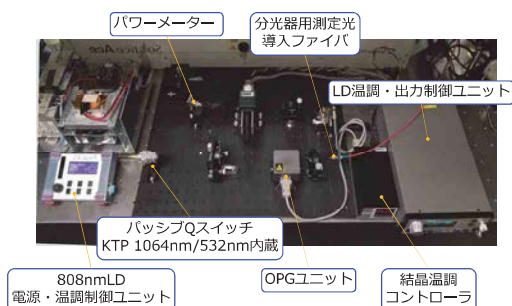 パワーメーター
分光器用測定光
導入ファイバ
LD温調・出力制御ユニット
パッシブQスイッチ
KTP 1064nm/532nm内蔵
808nmLD
電源・温調制御ユニット
OPGユニット
結晶温調
コントローラ